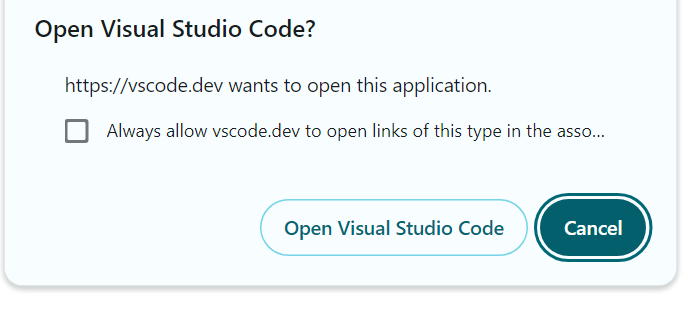 Open Visual Studio Code?
https://vscode.dev wants to open this application.
Always allow vscode.dev to open links of this type in the asso...
Open Visual Studio Code
Cancel